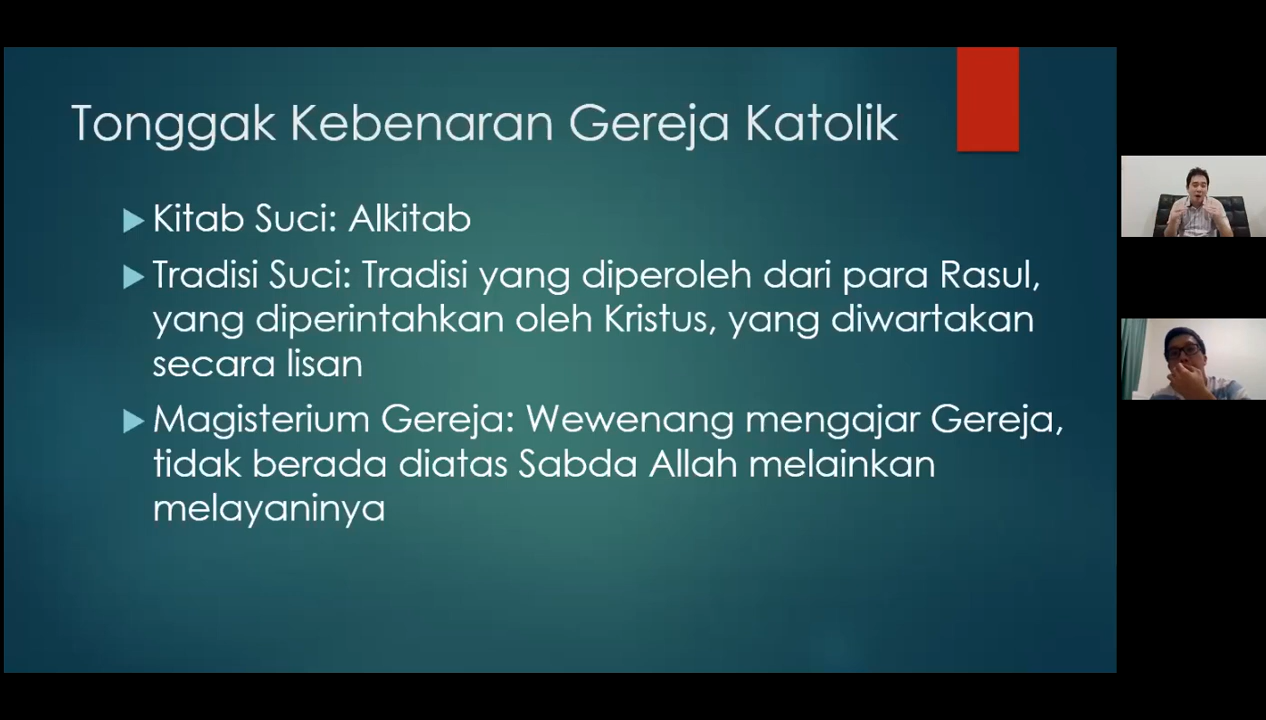 Tonggak Kebenaran Gereja Katolik
Kitab Suci: Alkitab
Tradisi Suci: Tradisi yang diperoleh dari para Rasul,
yang diperintahkan oleh Kristus, yang diwartakan
secara lisan
Magisterium Gereja: Wewenang mengajar Gereja,
tidak berada diatas Sabda Allah melainkan
melayaninya